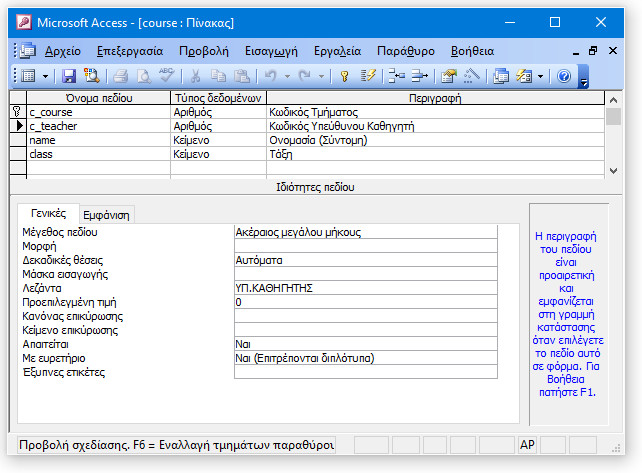 Microsoft Access - [course : Πίνακας]
Αρχείο Επεξεργασία Προβολή Εισαγωγή Εργαλεία Παράθυρο Βοήθεια
Όνομα πεδίου Τύπος δεδομένων Περιγραφή
c_course Αριθμός Κωδικός Τμήματος
c_teacher Αριθμός Κωδικός Υπεύθυνου Καθηγητή
name Κείμενο Ονομασία (Σύντομη)
class Κείμενο Τάξη
Ιδιότητες πεδίου
Γενικές Εμφάνιση
Μέγεθος πεδίου Ακέραιος μεγάλου μήκους
Μορφή
Δεκαδικές θέσεις Αυτόματα
Μάσκα εισαγωγής
Λεζάντα ΥΠ.ΚΑΘΗΓΗΤΗΣ
Προεπιλεγμένη τιμή 0
Κανόνας επικύρωσης
Κείμενο επικύρωσης
Απαιτείται Ναι
Με ευρετήριο Ναι (Επιτρέπονται διπλότυπα)
Έξυπνες ετικέτες
Η περιγραφή
του πεδίου
είναι
προαιρετική
και
εμφανίζεται
στη γραμμή
κατάστασης
όταν επιλέγετε
το πεδίο αυτό
σε φόρμα. Για
Βοήθεια
πατήστε F1.
Προβολή σχεδίασης. F6 = Εναλλαγή τμημάτων παραθύρου ΑΡ